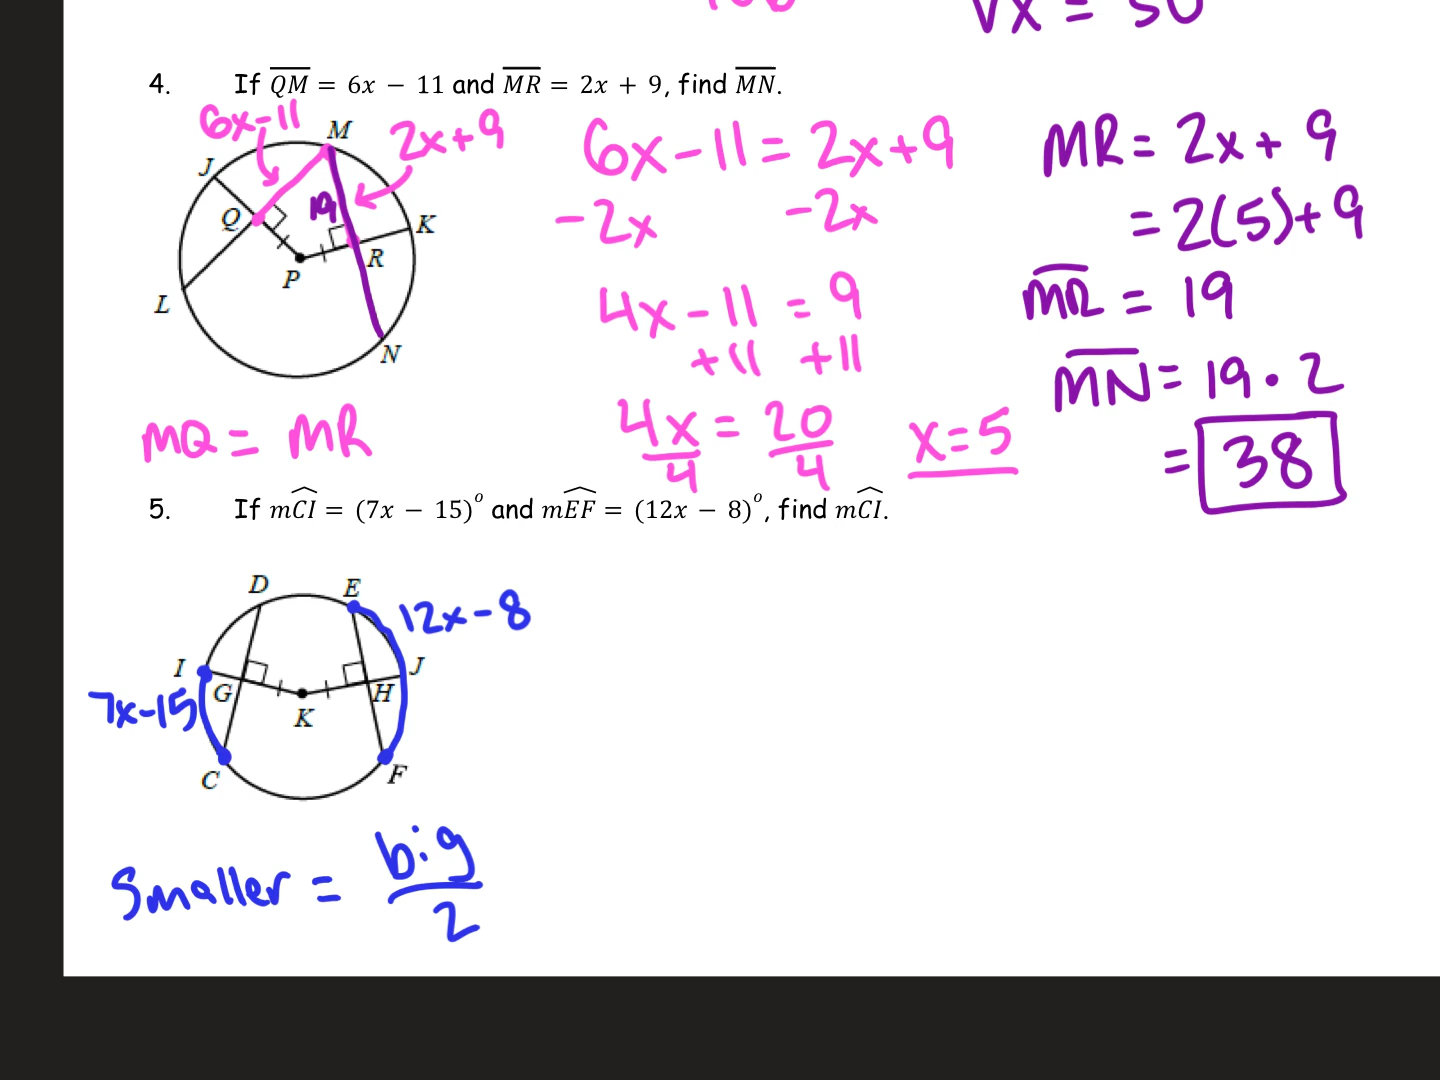 √x = 50
4. If QM = 6x − 11 and MR = 2x + 9, find MN.
6x-11
M
2x+9
J
Q
19
K
R
P
L
N
MQ = MR
6x-11 = 2x+9
-2x -2x
4x-11 = 9
+11 +11
4x = 20
4 4
x=5
MR = 2x + 9
= 2(5)+9
MR = 19
MN = 19 • 2
= 38
5. If mCI = (7x − 15)° and mEF = (12x − 8)°, find mCI.
D
E
12x-8
I
J
G
H
7x-15
K
C
F
Smaller = big
2